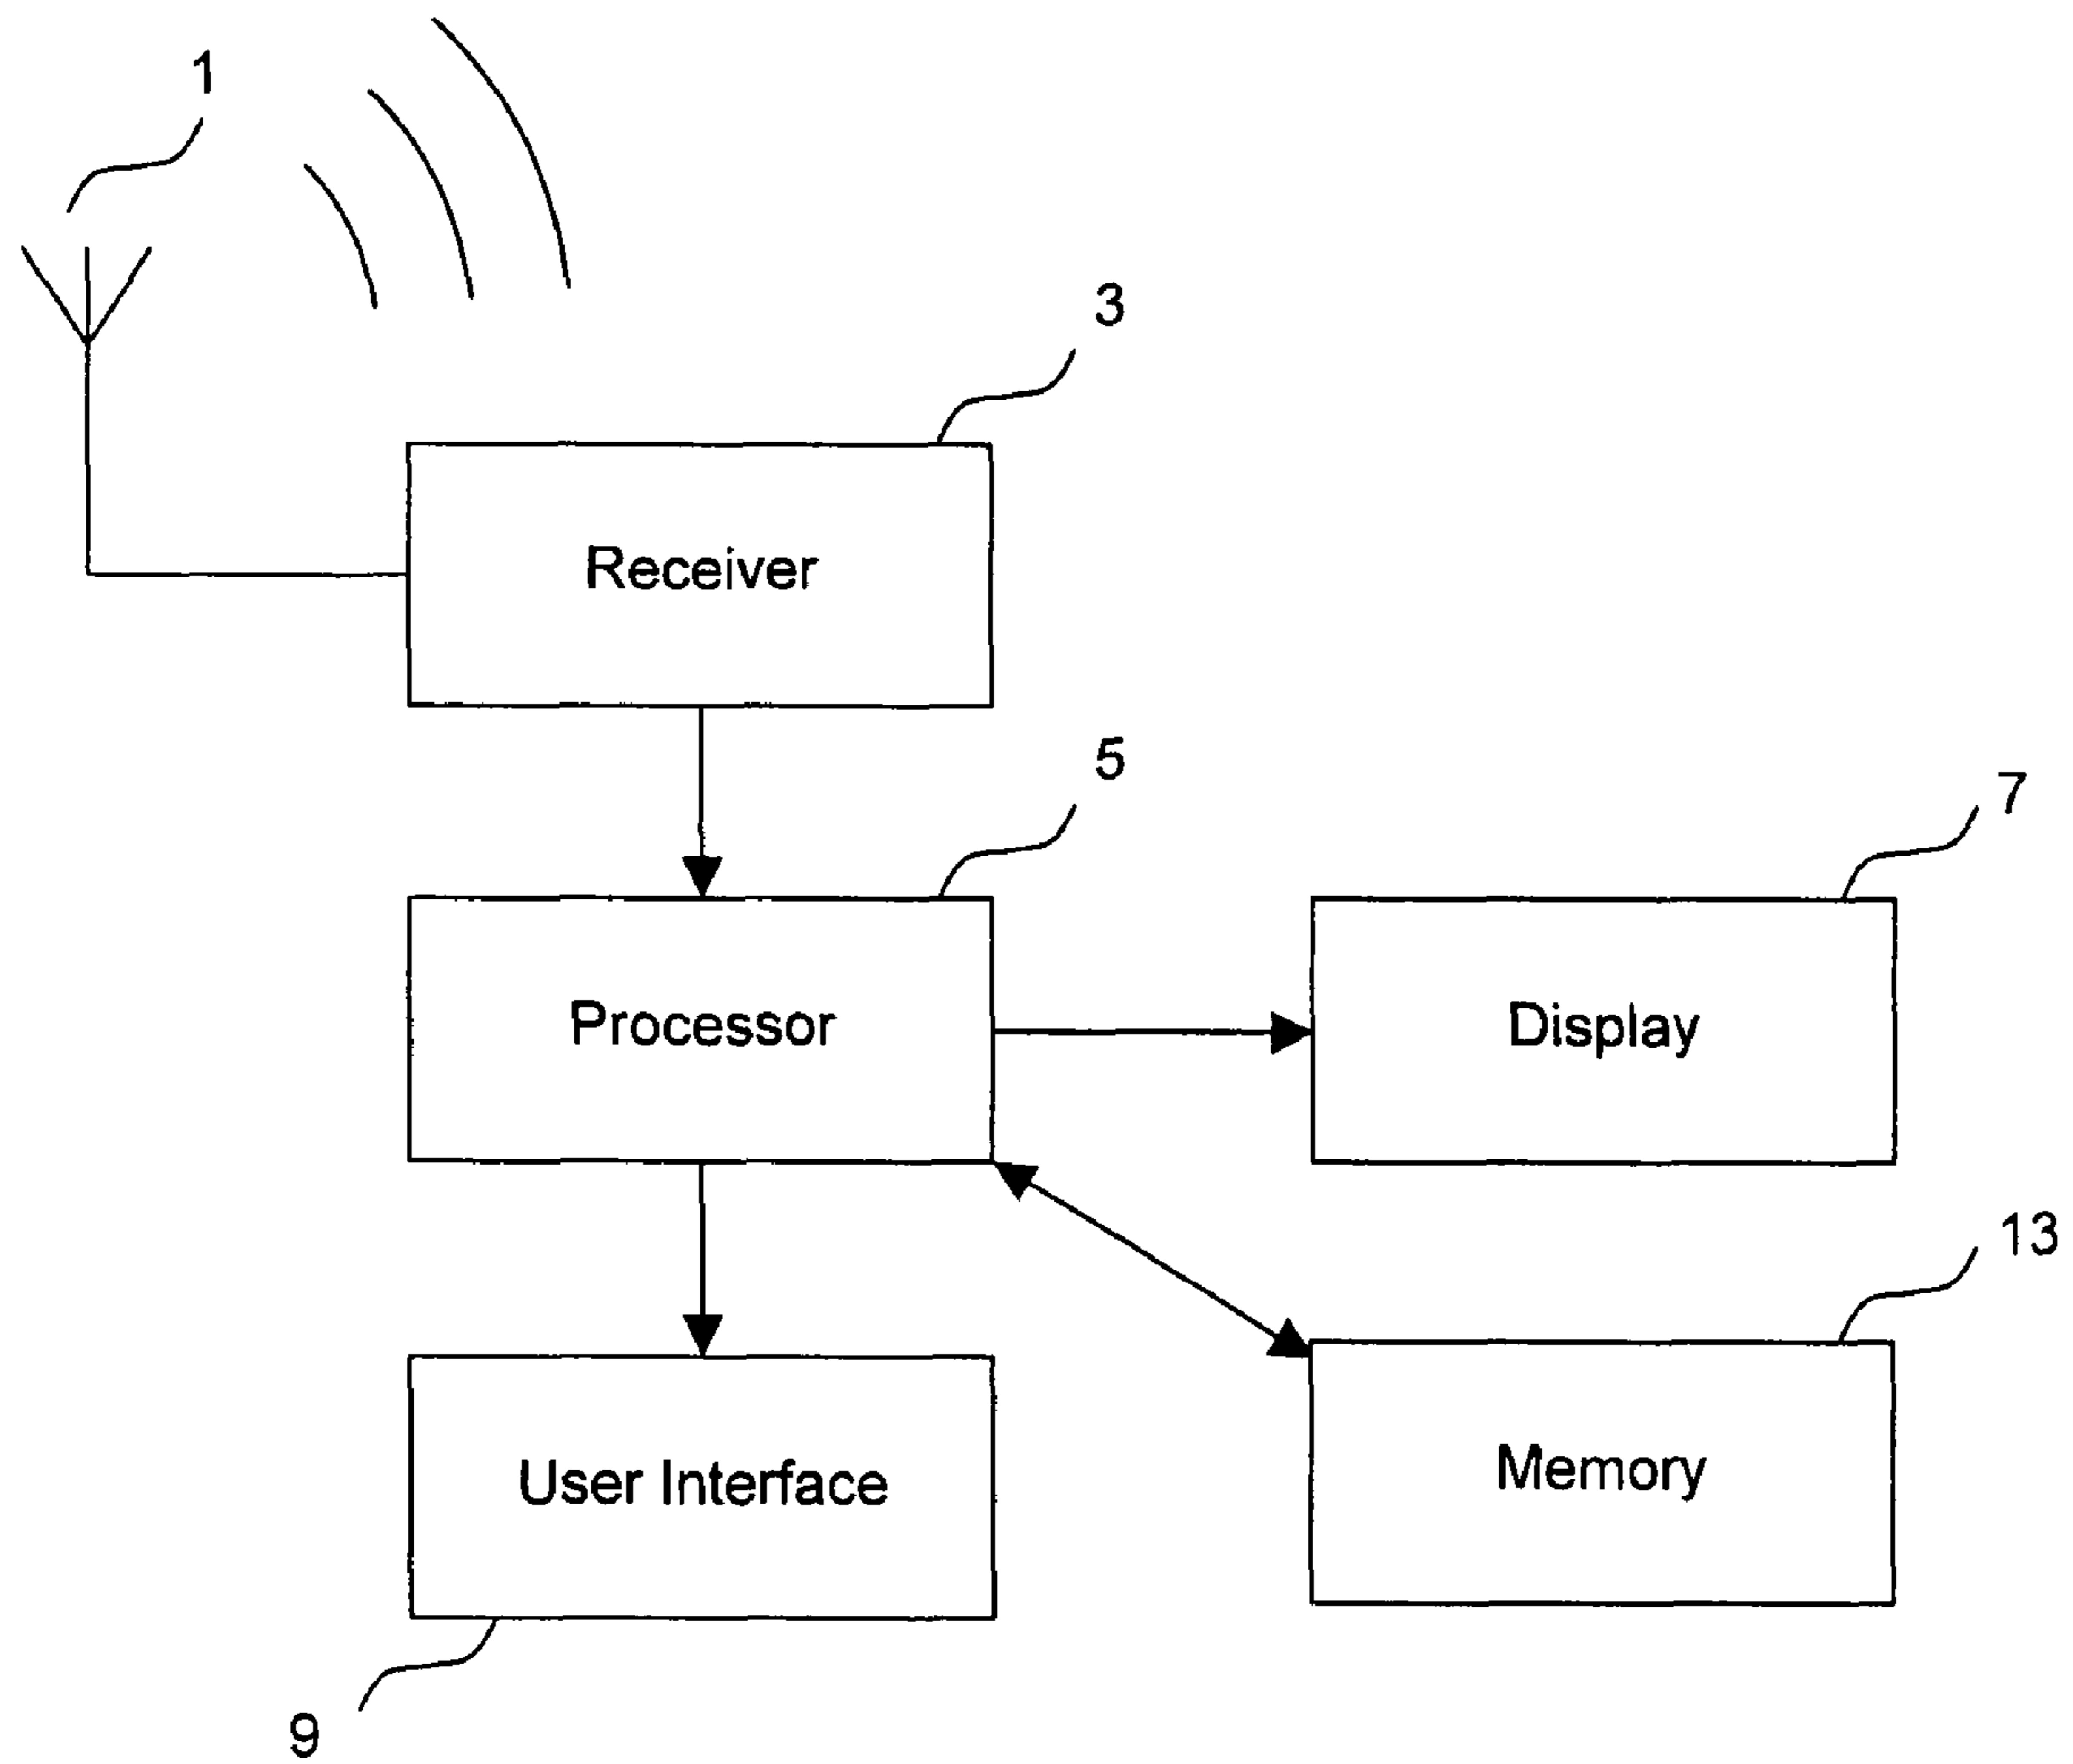 1
3
Receiver
5
7
Processor
Display
13
User Interface
Memory
9